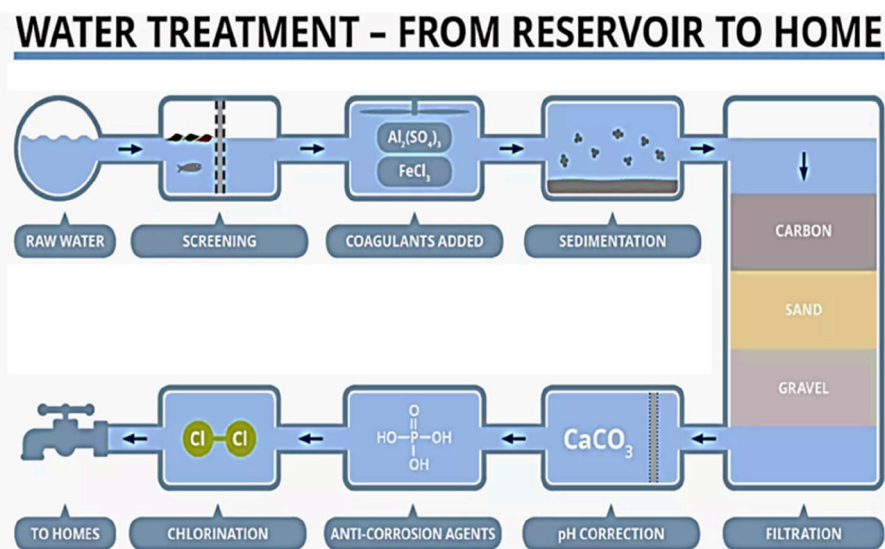 WATER TREATMENT – FROM RESERVOIR TO HOME
Al₂(SO₄)₃
FeCl₃
RAW WATER
SCREENING
COAGULANTS ADDED
SEDIMENTATION
CARBON
SAND
GRAVEL
Cl–Cl
O
HO–P–OH
OH
CaCO₃
TO HOMES
CHLORINATION
ANTI-CORROSION AGENTS
pH CORRECTION
FILTRATION